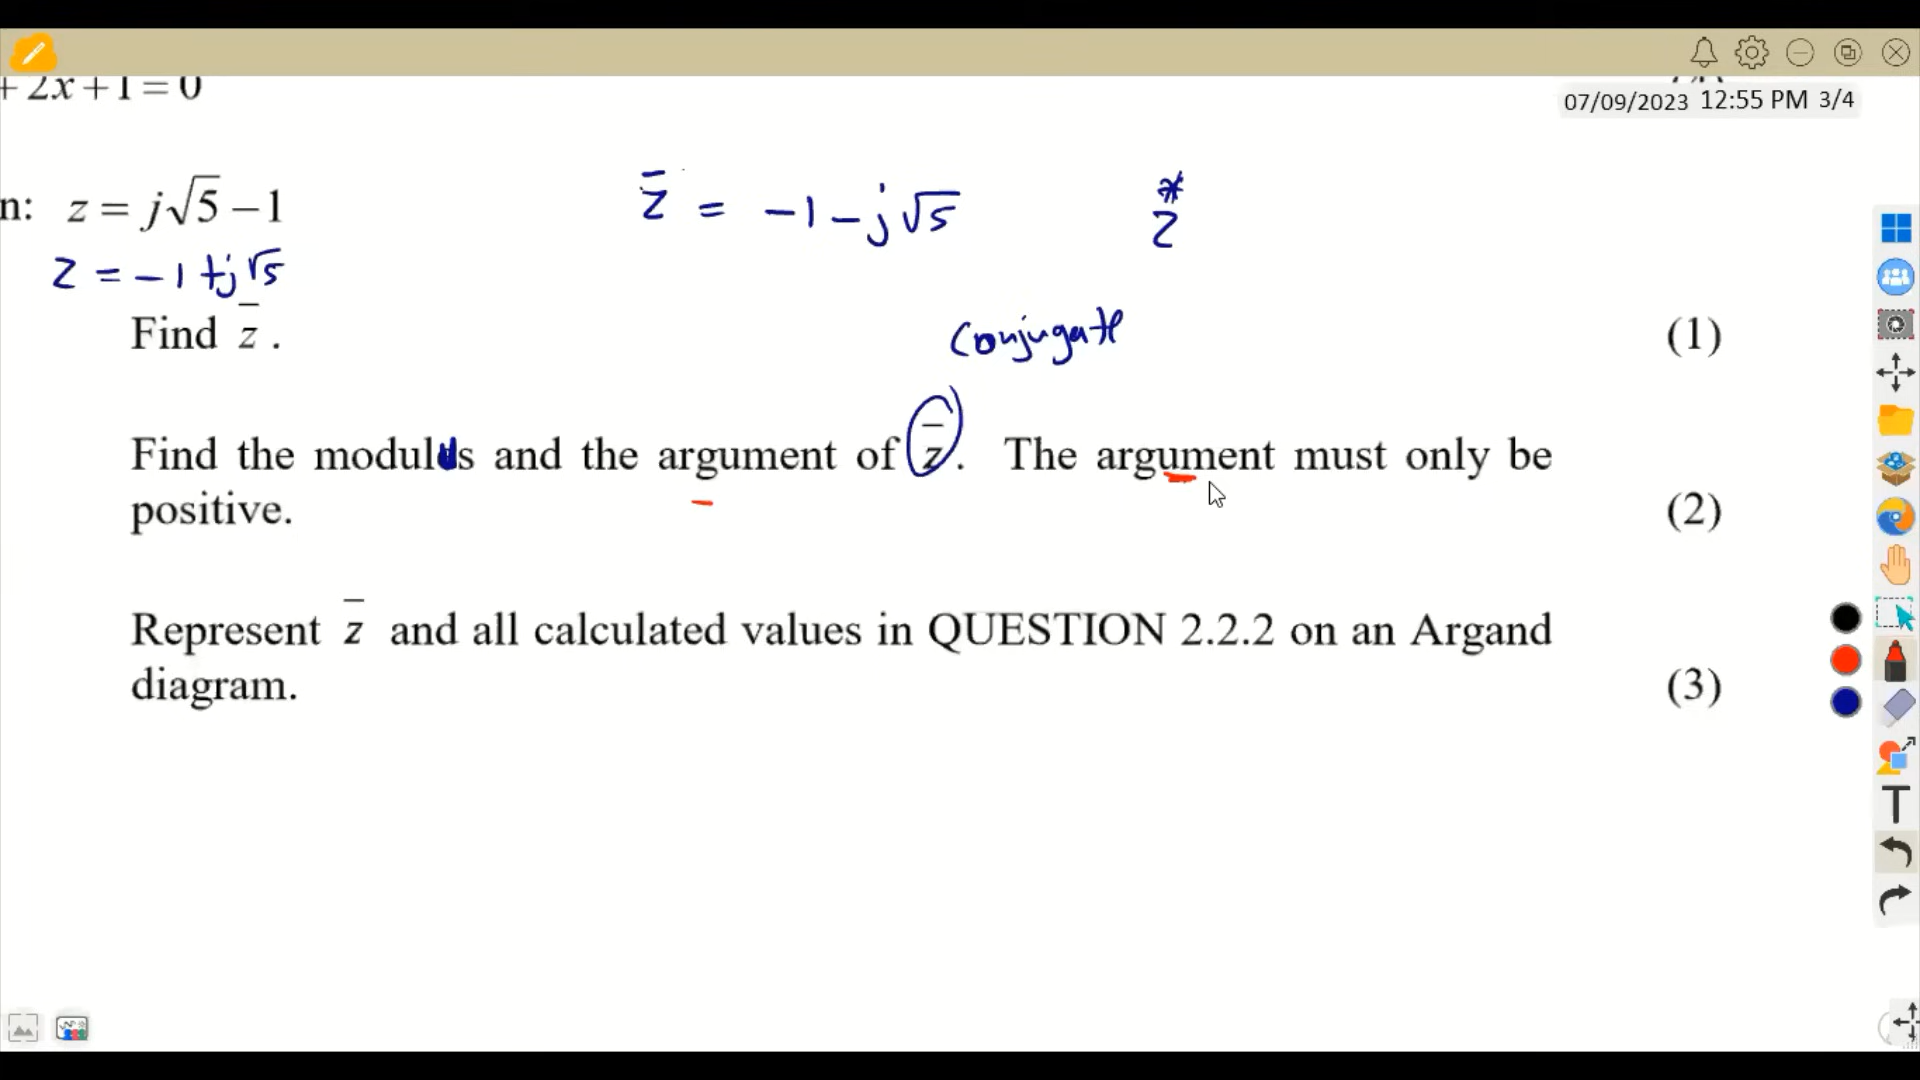 + 2x + 1 = 0
07/09/2023 12:55 PM 3/4
n: z = j√5 − 1
z̄ = −1 − j√5
z*
z = −1 + j√5
Find z̄ .
conjugate
(1)
Find the modulus and the argument of z̄ . The argument must only be
positive.
(2)
Represent z̄ and all calculated values in QUESTION 2.2.2 on an Argand
diagram.
(3)
T